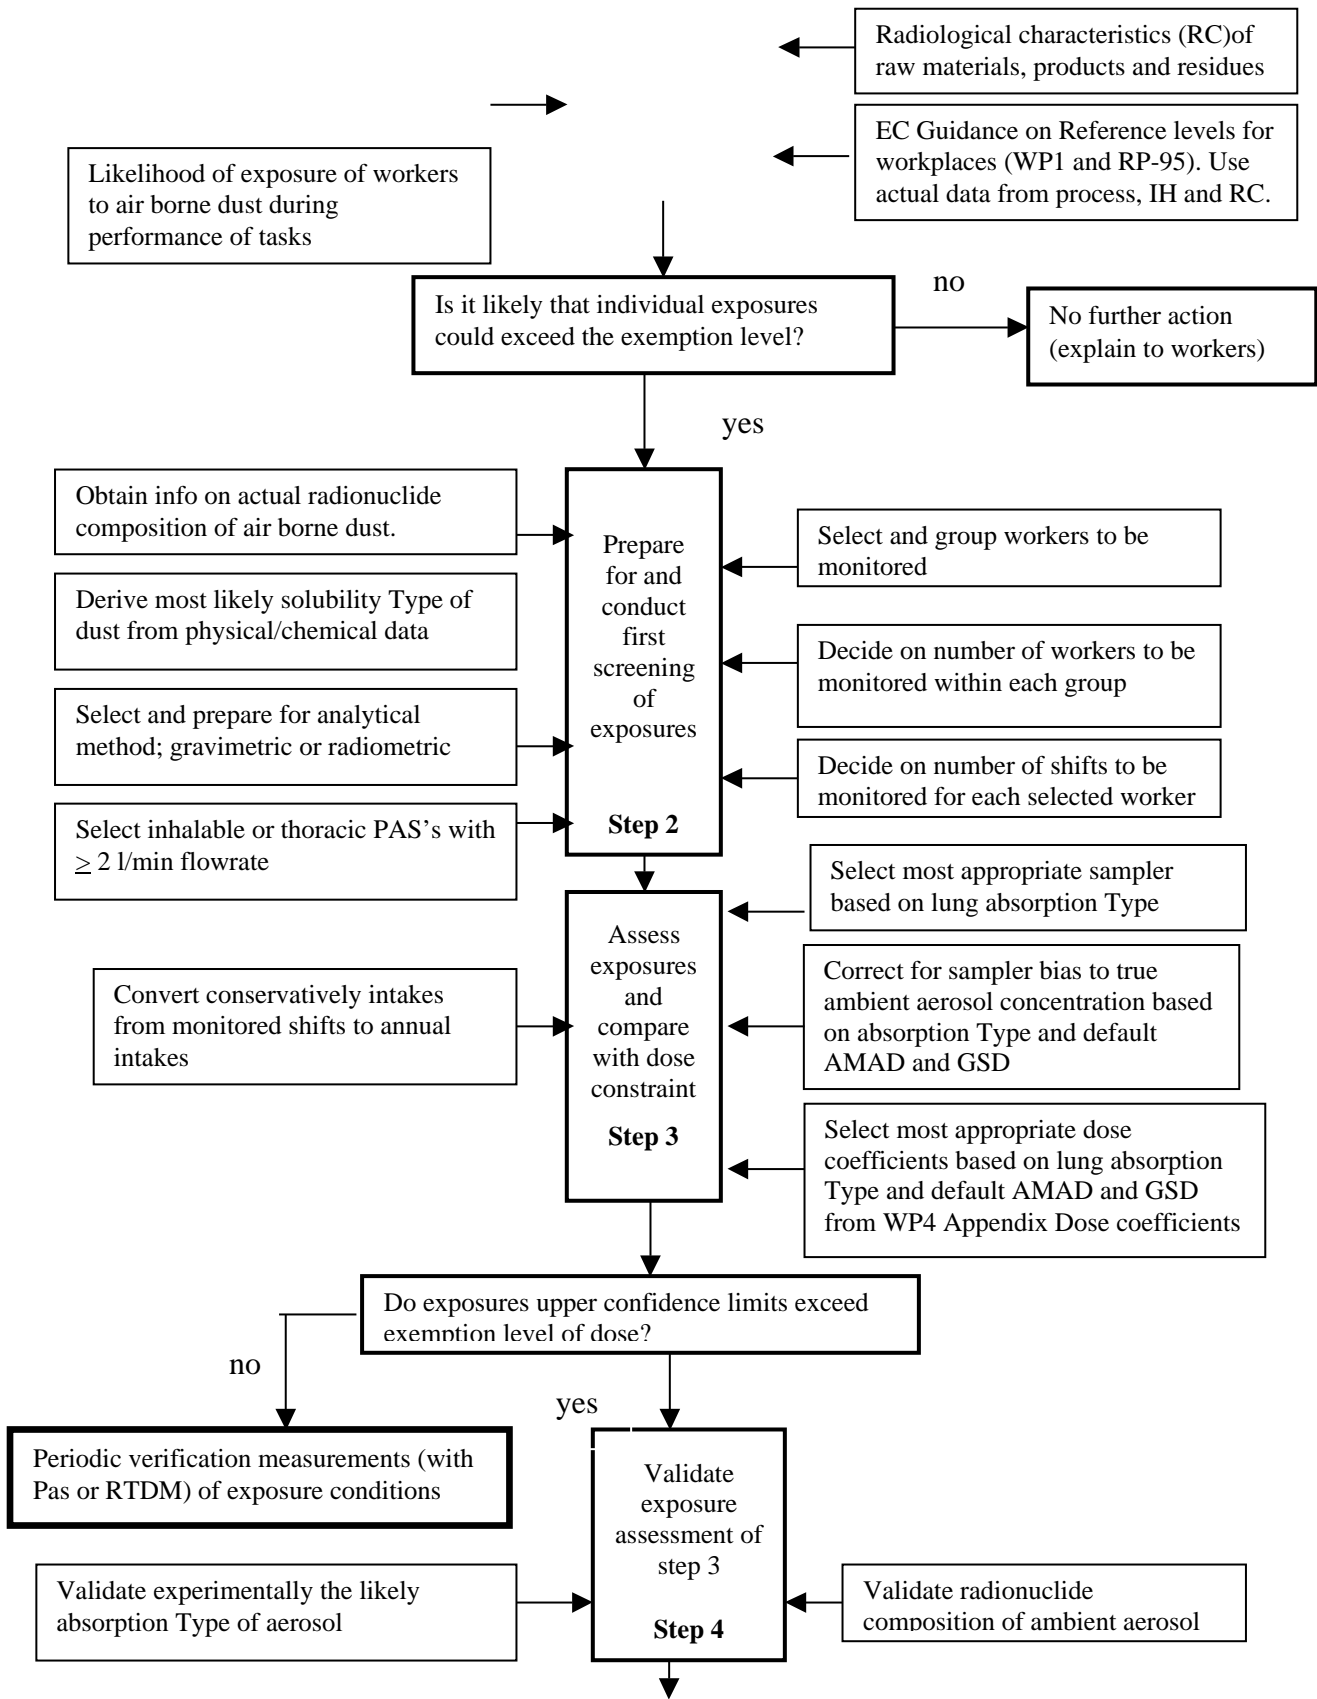 Radiological characteristics (RC)of
raw materials, products and residues
EC Guidance on Reference levels for
workplaces (WP1 and RP-95). Use
actual data from process, IH and RC.
Likelihood of exposure of workers
to air borne dust during
performance of tasks
Is it likely that individual exposures
could exceed the exemption level?
no
No further action
(explain to workers)
yes
Obtain info on actual radionuclide
composition of air borne dust.
Derive most likely solubility Type of
dust from physical/chemical data
Select and prepare for analytical
method; gravimetric or radiometric
Select inhalable or thoracic PAS's with
≥ 2 l/min flowrate
Prepare
for and
conduct
first
screening
of
exposures
Step 2
Select and group workers to be
monitored
Decide on number of workers to be
monitored within each group
Decide on number of shifts to be
monitored for each selected worker
Select most appropriate sampler
based on lung absorption Type
Assess
exposures
and
compare
with dose
constraint
Step 3
Convert conservatively intakes
from monitored shifts to annual
intakes
Correct for sampler bias to true
ambient aerosol concentration based
on absorption Type and default
AMAD and GSD
Select most appropriate dose
coefficients based on lung absorption
Type and default AMAD and GSD
from WP4 Appendix Dose coefficients
Do exposures upper confidence limits exceed
exemption level of dose?
no
yes
Periodic verification measurements (with
Pas or RTDM) of exposure conditions
Validate
exposure
assessment of
step 3
Step 4
Validate experimentally the likely
absorption Type of aerosol
Validate radionuclide
composition of ambient aerosol